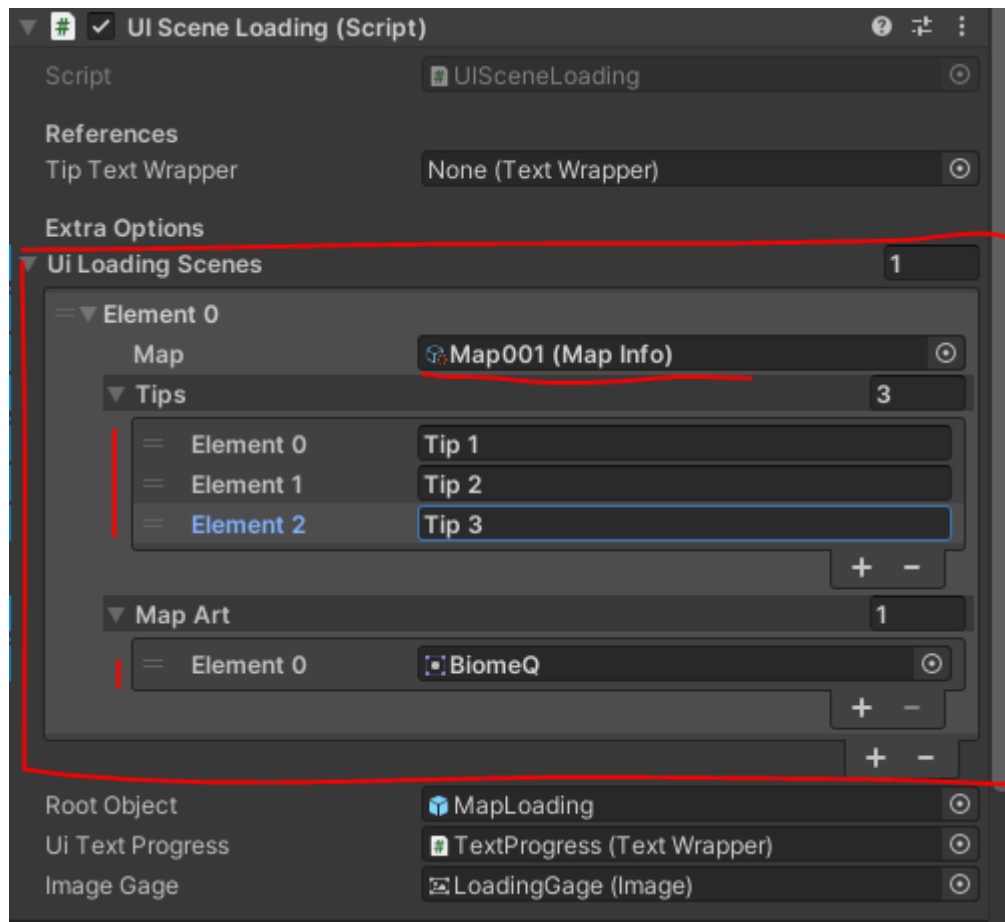 UI Scene Loading (Script)
Script UISceneLoading
References
Tip Text Wrapper None (Text Wrapper)
Extra Options
Ui Loading Scenes 1
Element 0
Map Map001 (Map Info)
Tips 3
Element 0 Tip 1
Element 1 Tip 2
Element 2 Tip 3
+ −
Map Art 1
Element 0 BiomeQ
+ −
+ −
Root Object MapLoading
Ui Text Progress TextProgress (Text Wrapper)
Image Gage LoadingGage (Image)